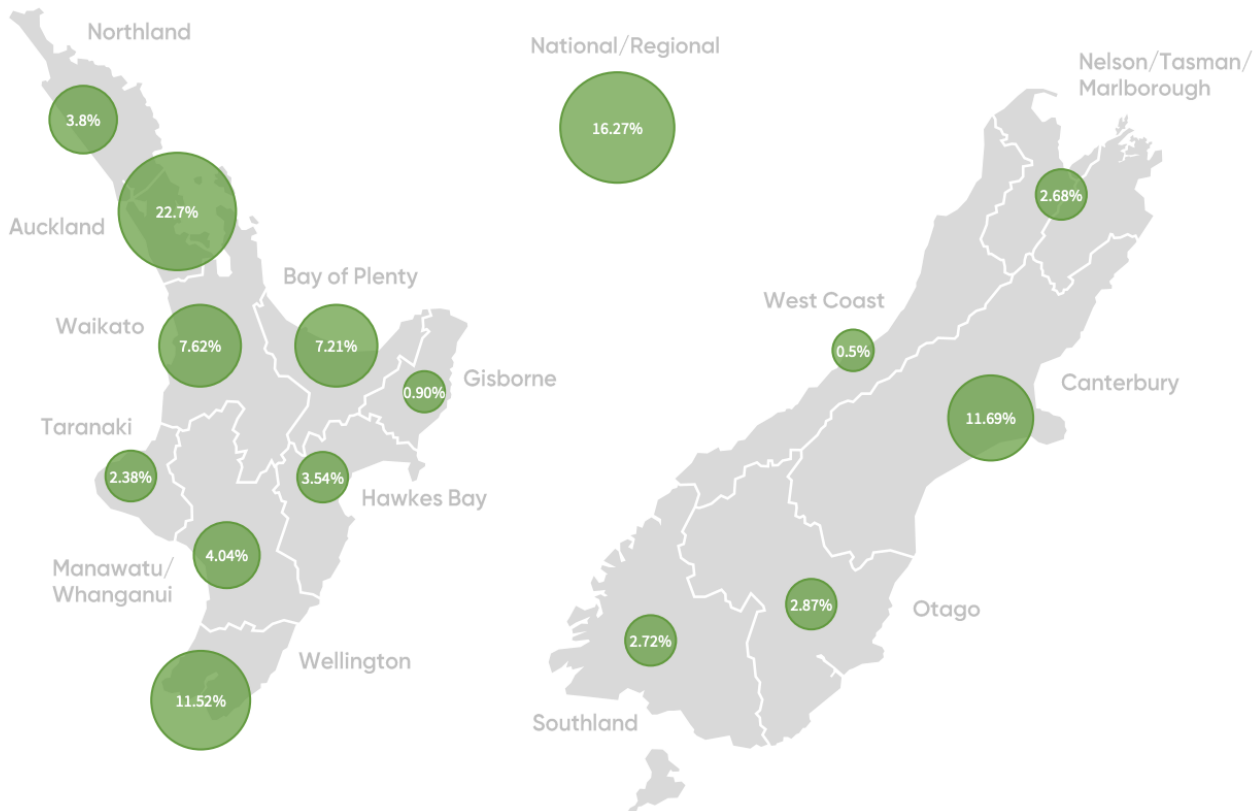 Northland
3.8%
Auckland
22.7%
Waikato
7.62%
Bay of Plenty
7.21%
Gisborne
0.90%
Taranaki
2.38%
Hawkes Bay
3.54%
Manawatu/
Whanganui
4.04%
Wellington
11.52%
National/Regional
16.27%
Nelson/Tasman/
Marlborough
2.68%
West Coast
0.5%
Canterbury
11.69%
Otago
2.87%
Southland
2.72%